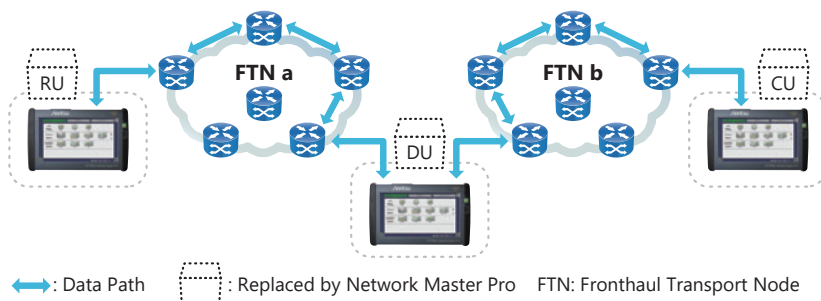 FTN a
FTN b
RU
CU
DU
: Data Path
: Replaced by Network Master Pro
FTN: Fronthaul Transport Node